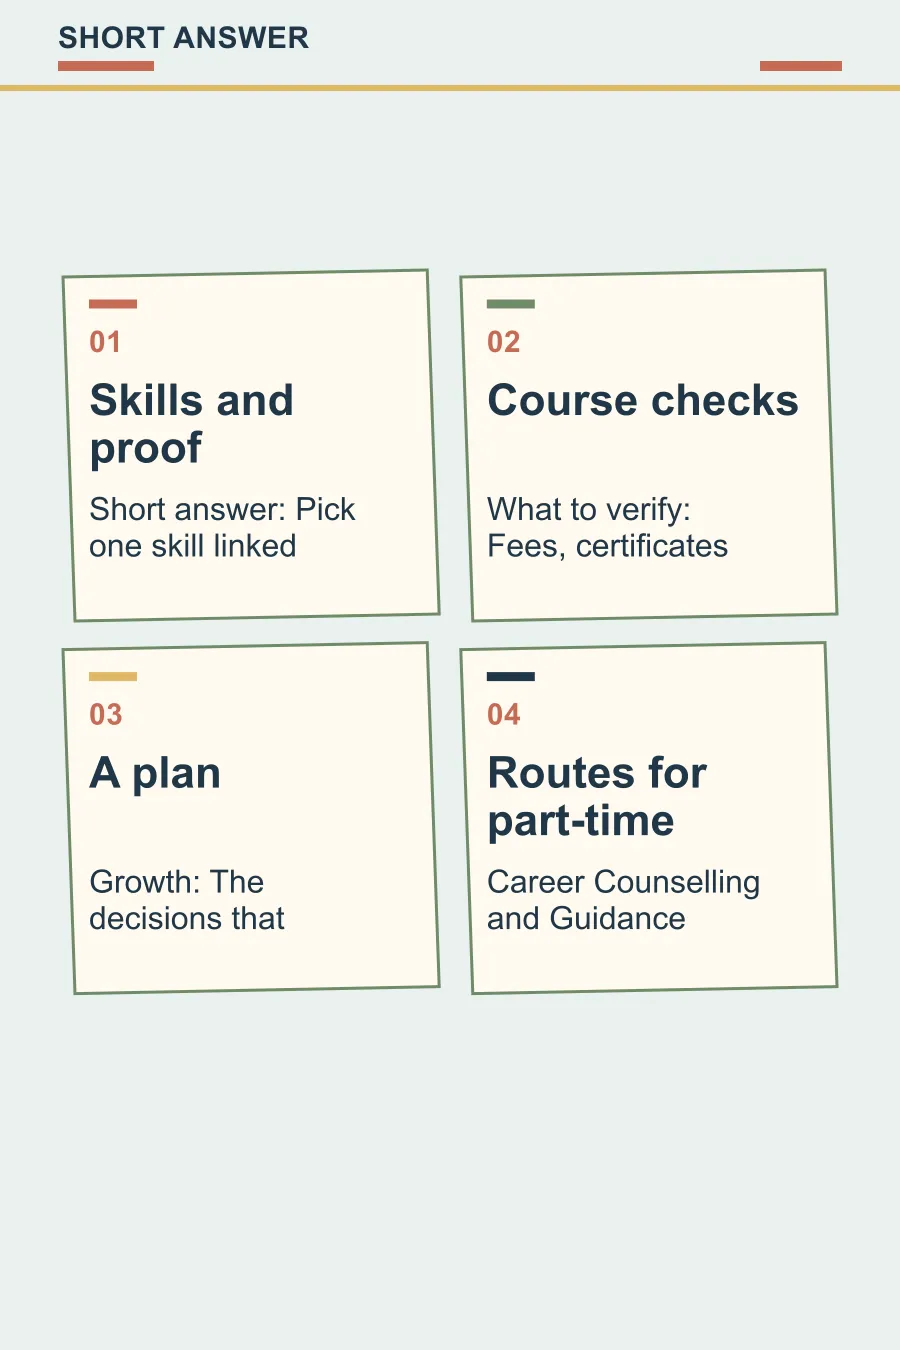 SHORT ANSWER
01
Skills and
proof
Short answer: Pick
one skill linked
02
Course checks
What to verify:
Fees, certificates
03
A plan
Growth: The
decisions that
04
Routes for
part-time
Career Counselling
and Guidance